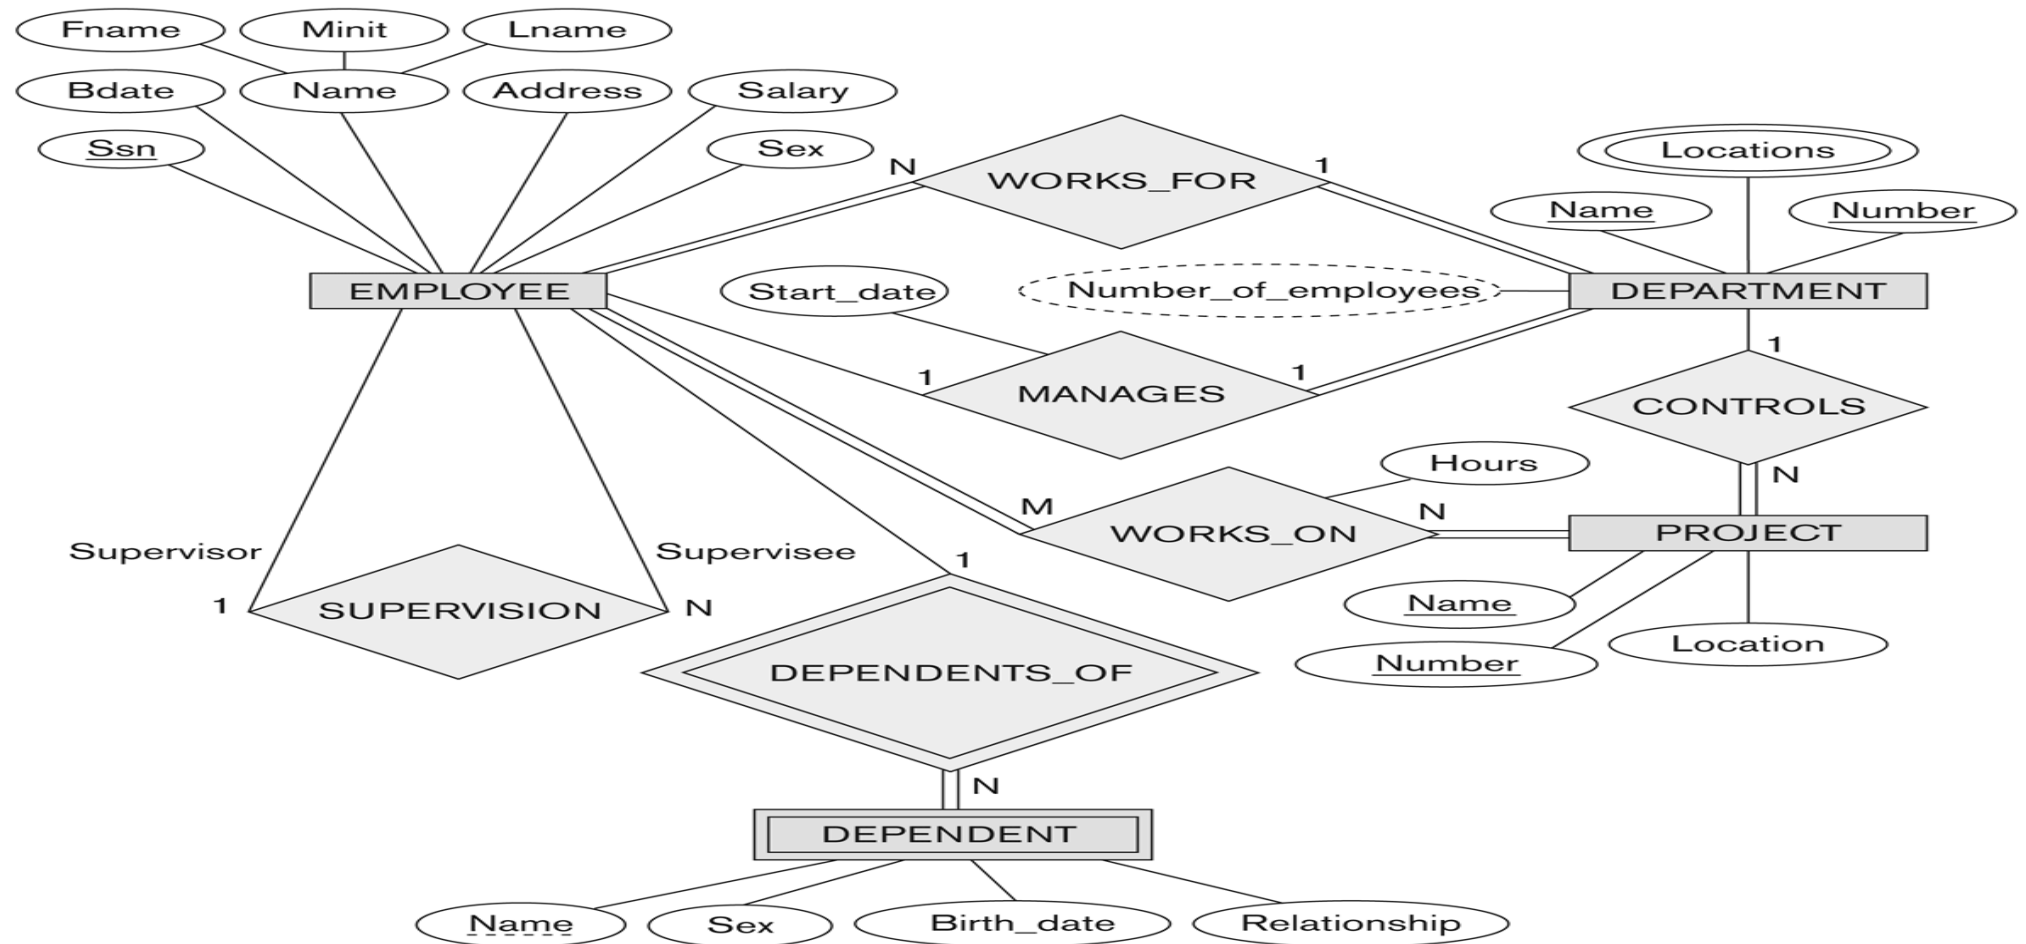 Fname
Minit
Lname
Bdate
Name
Address
Salary
Ssn
Sex
N
WORKS_FOR
1
Locations
Name
Number
EMPLOYEE
Start_date
Number_of_employees
DEPARTMENT
1
MANAGES
1
1
CONTROLS
N
Hours
M
WORKS_ON
N
PROJECT
Supervisor
Supervisee
1
SUPERVISION
N
1
Name
Number
Location
DEPENDENTS_OF
N
DEPENDENT
Name
Sex
Birth_date
Relationship